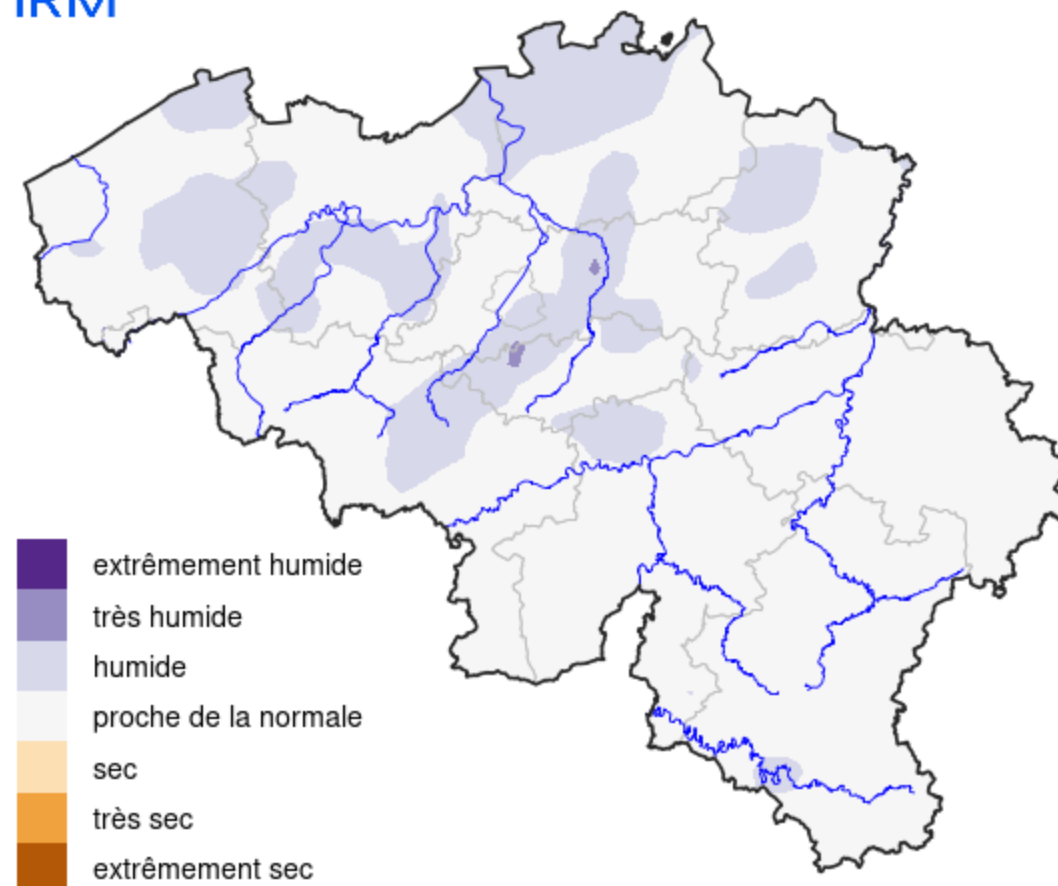 IRM
extrêmement humide
très humide
humide
proche de la normale
sec
très sec
extrêmement sec